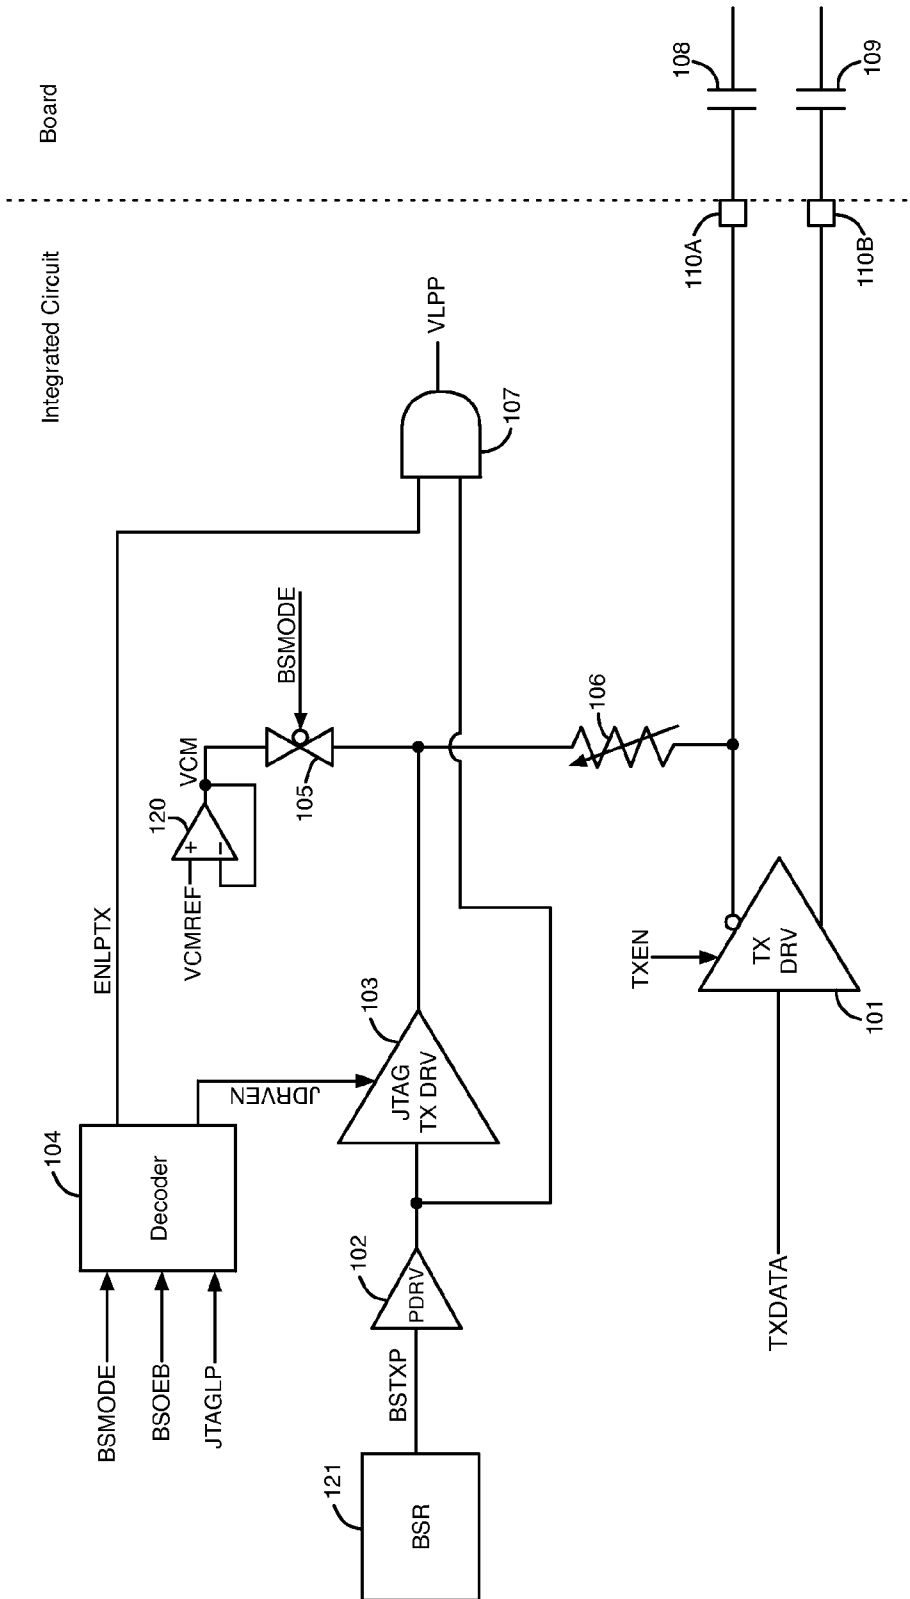 Integrated Circuit
Board
BSMODE
BSOEB
JTAGLP
104
Decoder
ENLPTX
JDRVEN
VCMREF
120
+
−
VCM
105
BSMODE
VLPP
107
121
BSR
BSTXP
102
PDRV
103
JTAG
TX DRV
106
TXDATA
TXEN
TX
DRV
101
110A
110B
108
109